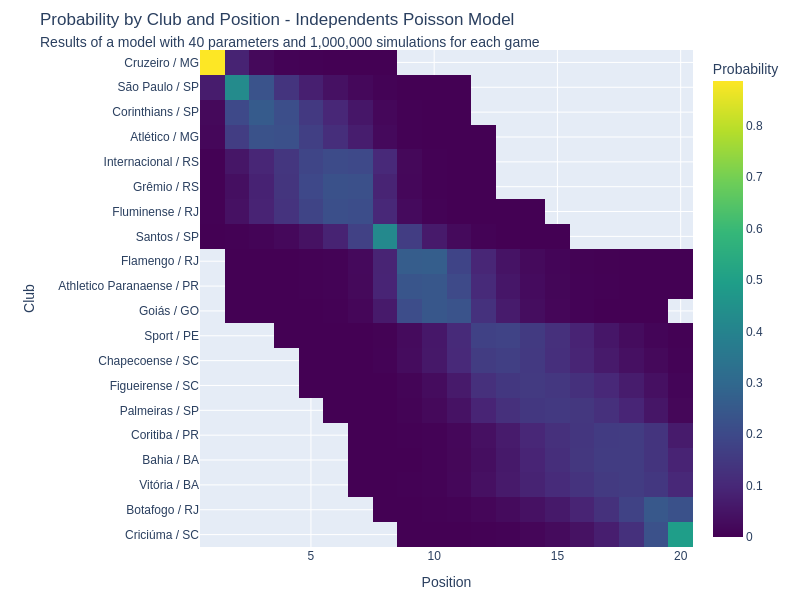 Probability by Club and Position - Independents Poisson Model
Results of a model with 40 parameters and 1,000,000 simulations for each game
Probability
Cruzeiro / MG
São Paulo / SP
Corinthians / SP
Atlético / MG
Internacional / RS
Grêmio / RS
Fluminense / RJ
Santos / SP
Flamengo / RJ
Athletico Paranaense / PR
Goiás / GO
Sport / PE
Chapecoense / SC
Figueirense / SC
Palmeiras / SP
Coritiba / PR
Bahia / BA
Vitória / BA
Botafogo / RJ
Criciúma / SC
Club
5
10
15
20
Position
0.8
0.7
0.6
0.5
0.4
0.3
0.2
0.1
0